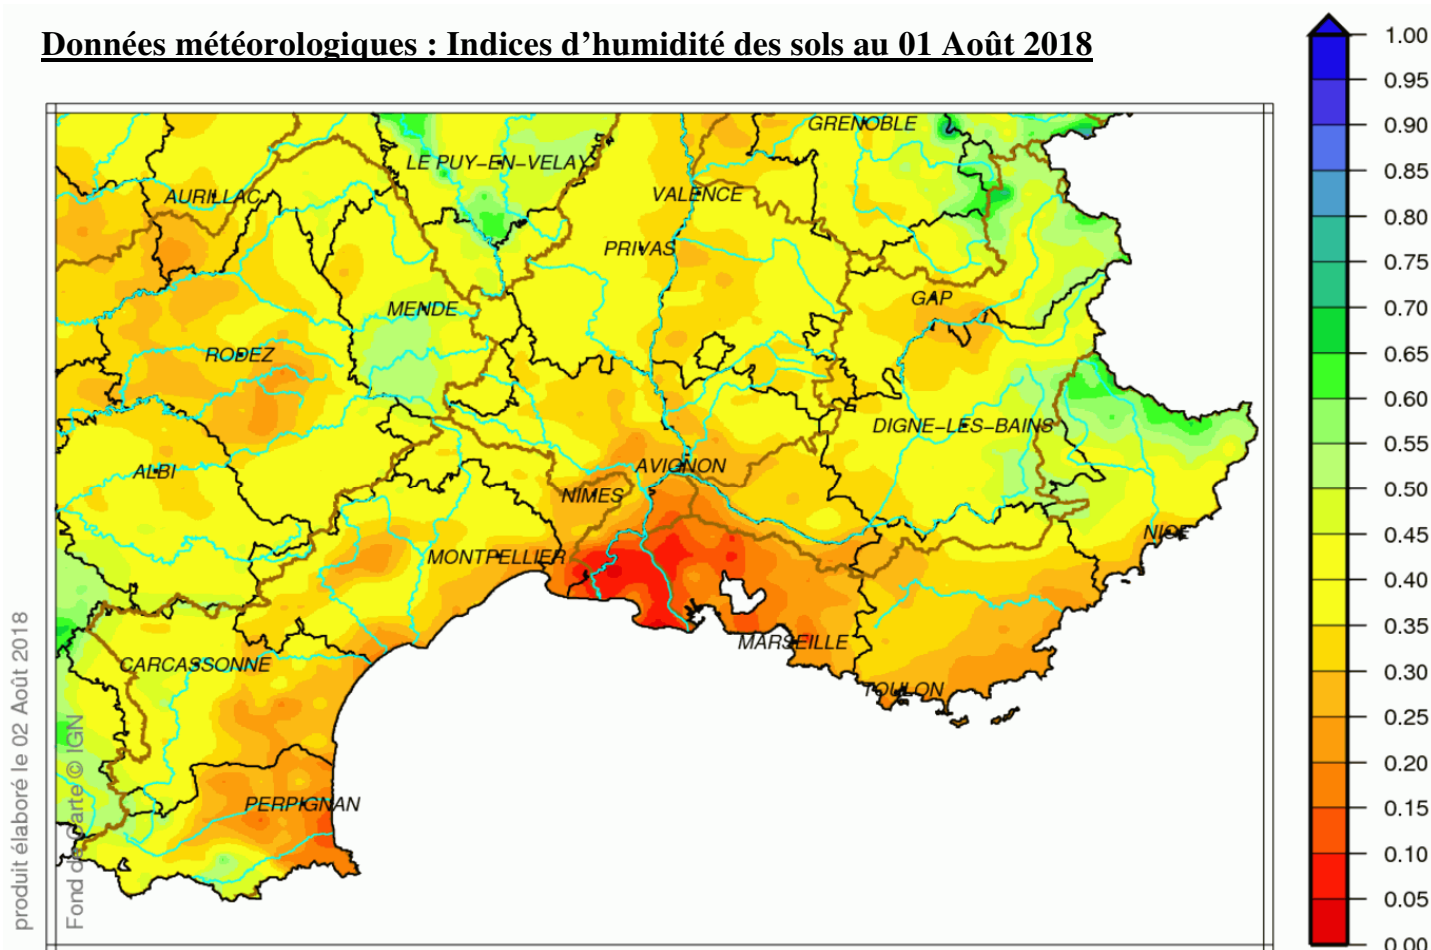 Données météorologiques : Indices d’humidité des sols au 01 Août 2018
GRENOBLE
LE PUY-EN-VELAY
AURILLAC
VALENCE
PRIVAS
MENDE
GAP
RODEZ
DIGNE-LES-BAINS
ALBI
AVIGNON
NIMES
NICE
MONTPELLIER
MARSEILLE
CARCASSONNE
TOULON
PERPIGNAN
1.00
0.95
0.90
0.85
0.80
0.75
0.70
0.65
0.60
0.55
0.50
0.45
0.40
0.35
0.30
0.25
0.20
0.15
0.10
0.05
0.00
produit élaboré le 02 Août 2018
Fond de Carte © IGN